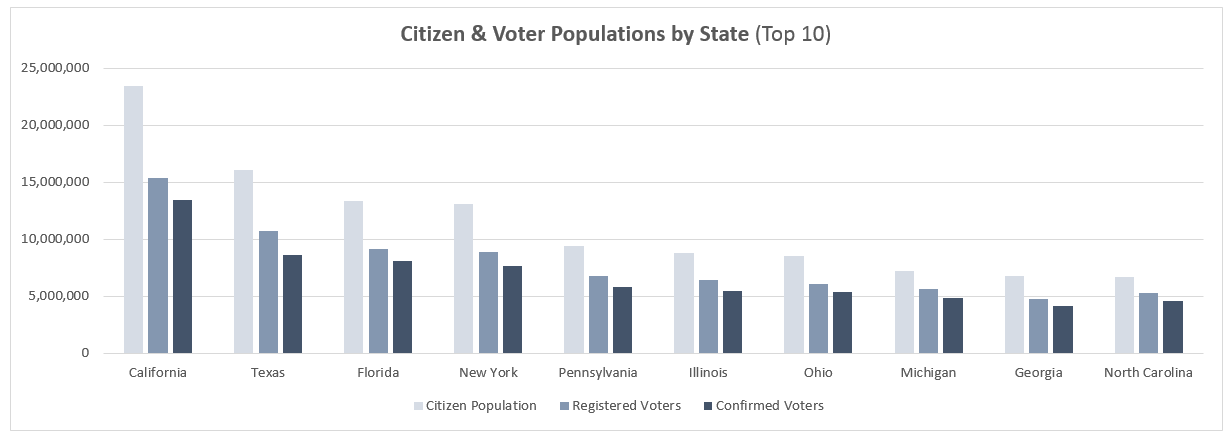 Citizen & Voter Populations by State (Top 10)
25,000,000
20,000,000
15,000,000
10,000,000
5,000,000
0
California Texas Florida New York Pennsylvania Illinois Ohio Michigan Georgia North Carolina
Citizen Population Registered Voters Confirmed Voters